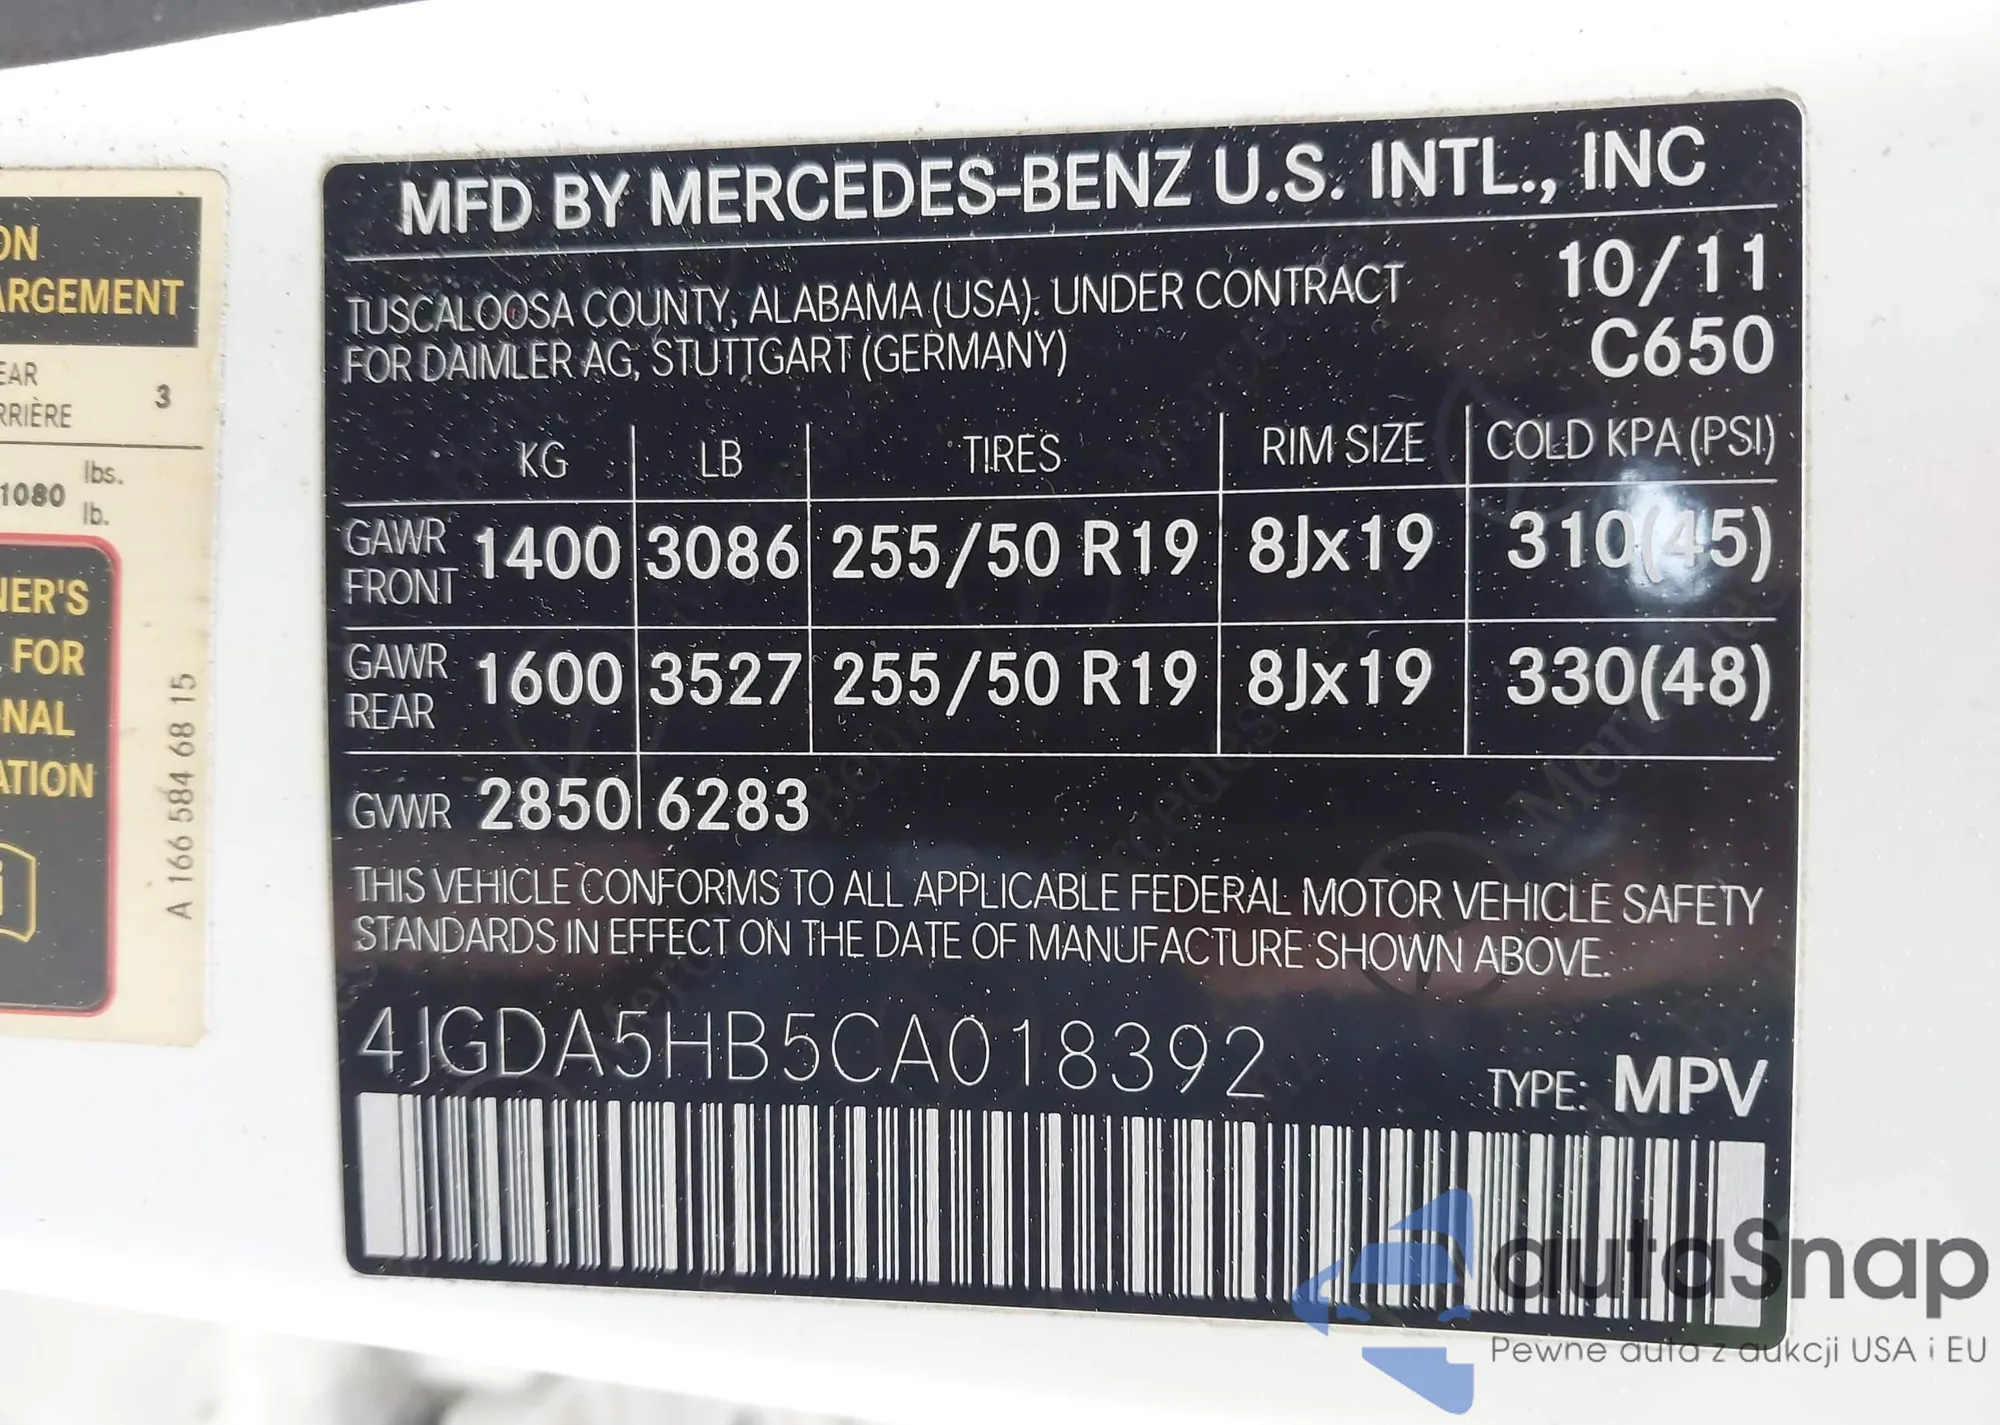 ON
ARGEMENT
EAR
RRIÈRE
3
1080
lbs.
lb.
NER'S
FOR
NAL
ATION
i
A 166 584 68 15
MFD BY MERCEDES-BENZ U.S. INTL., INC
TUSCALOOSA COUNTY, ALABAMA (USA). UNDER CONTRACT
FOR DAIMLER AG, STUTTGART (GERMANY)
10/11
C650
KG LB TIRES RIM SIZE COLD KPA (PSI)
GAWR FRONT 1400 3086 255/50 R19 8Jx19 310(45)
GAWR REAR 1600 3527 255/50 R19 8Jx19 330(48)
GVWR 2850 6283
THIS VEHICLE CONFORMS TO ALL APPLICABLE FEDERAL MOTOR VEHICLE SAFETY
STANDARDS IN EFFECT ON THE DATE OF MANUFACTURE SHOWN ABOVE.
4JGDA5HB5CA018392
TYPE: MPV
autaSnap
Pewne auta z aukcji USA i EU